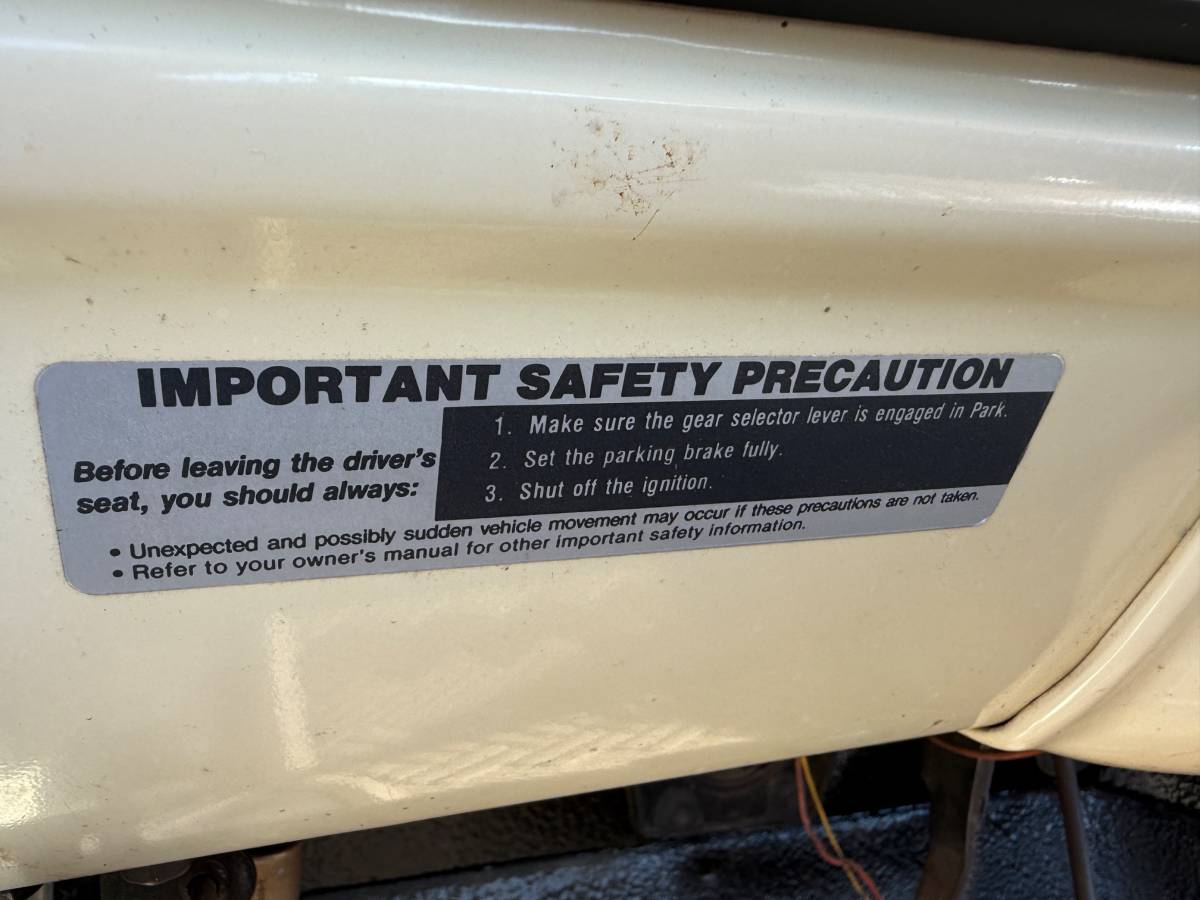 IMPORTANT SAFETY PRECAUTION
Before leaving the driver's
seat, you should always:
1. Make sure the gear selector lever is engaged in Park.
2. Set the parking brake fully.
3. Shut off the ignition.
• Unexpected and possibly sudden vehicle movement may occur if these precautions are not taken.
• Refer to your owner's manual for other important safety information.